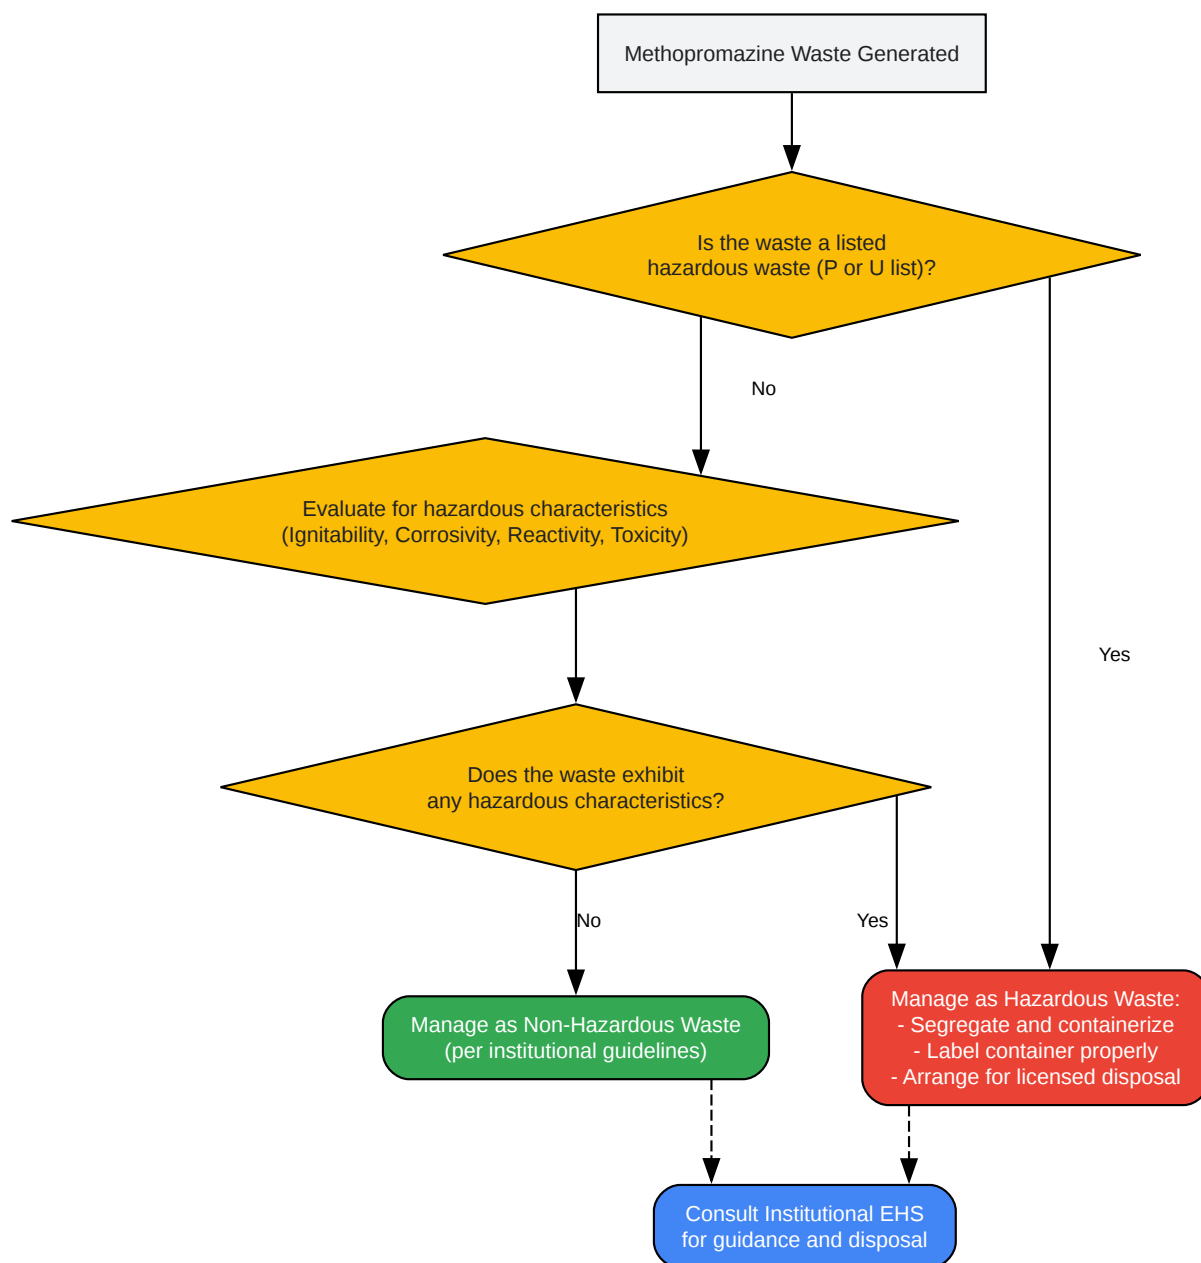 Methopromazine Waste Generated
Is the waste a listed
hazardous waste (P or U list)?
No
Evaluate for hazardous characteristics
(Ignitability, Corrosivity, Reactivity, Toxicity)
Yes
Does the waste exhibit
any hazardous characteristics?
No
Yes
Manage as Non-Hazardous Waste
(per institutional guidelines)
Manage as Hazardous Waste:
- Segregate and containerize
- Label container properly
- Arrange for licensed disposal
Consult Institutional EHS
for guidance and disposal